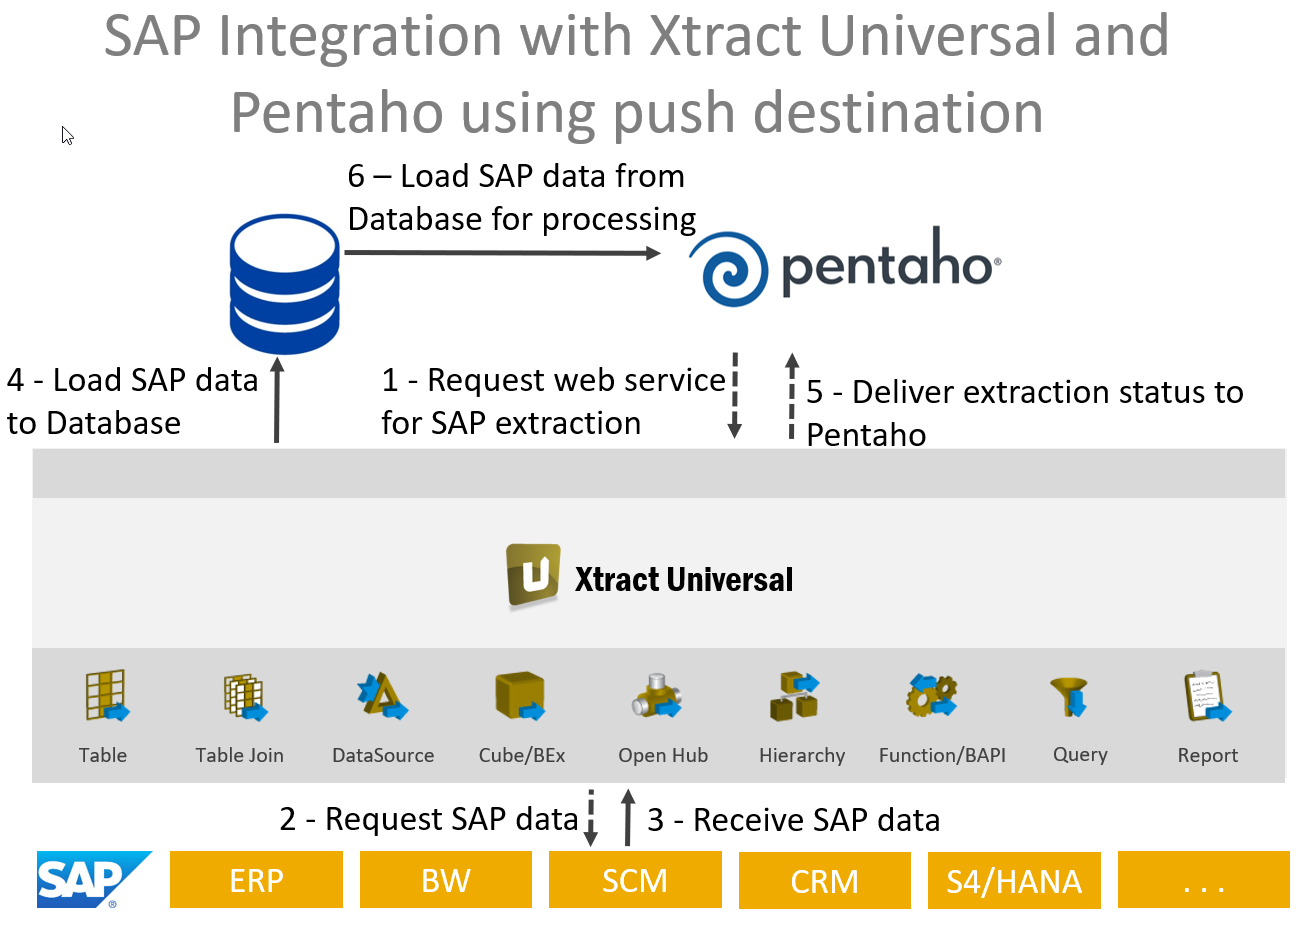 SAP Integration with Xtract Universal and
Pentaho using push destination
6 – Load SAP data from
Database for processing
pentaho®
4 - Load SAP data
to Database
1 - Request web service
for SAP extraction
5 - Deliver extraction status to
Pentaho
Xtract Universal
Table
Table Join
DataSource
Cube/BEx
Open Hub
Hierarchy
Function/BAPI
Query
Report
2 - Request SAP data
3 - Receive SAP data
SAP®
ERP
BW
SCM
CRM
S4/HANA
. . .